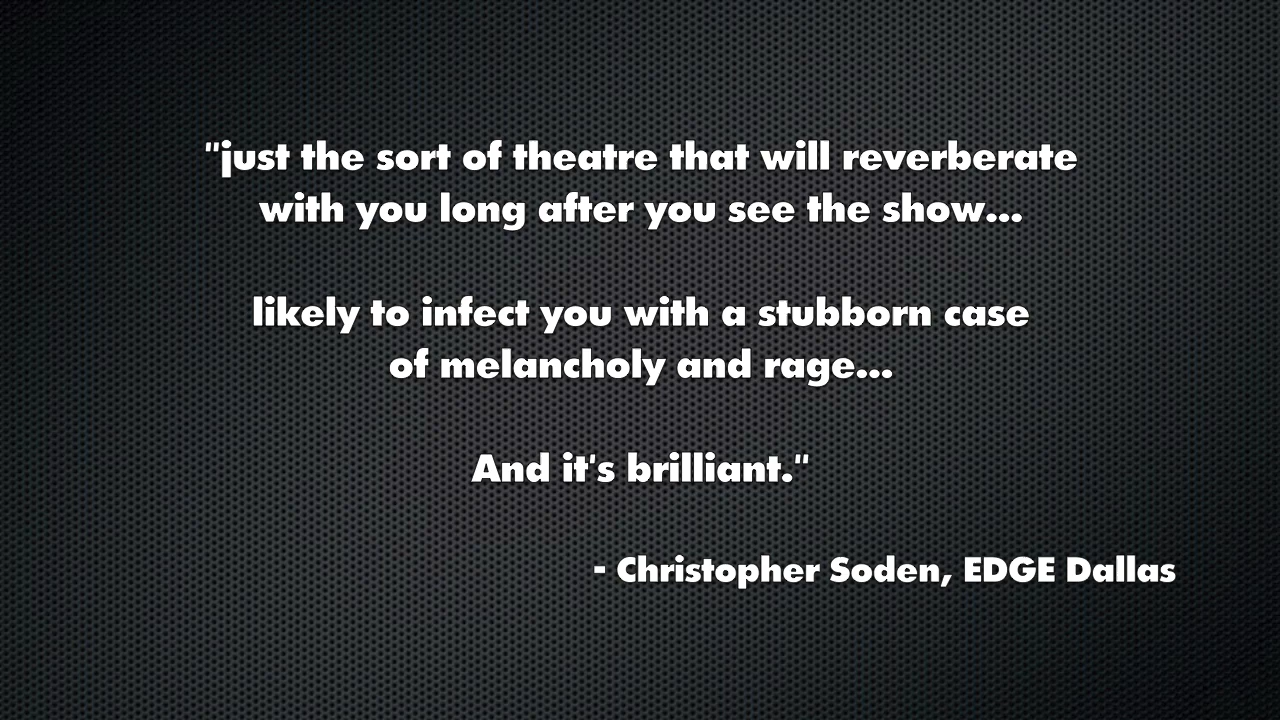 "just the sort of theatre that will reverberate
with you long after you see the show...
likely to infect you with a stubborn case
of melancholy and rage...
And it's brilliant."
- Christopher Soden, EDGE Dallas